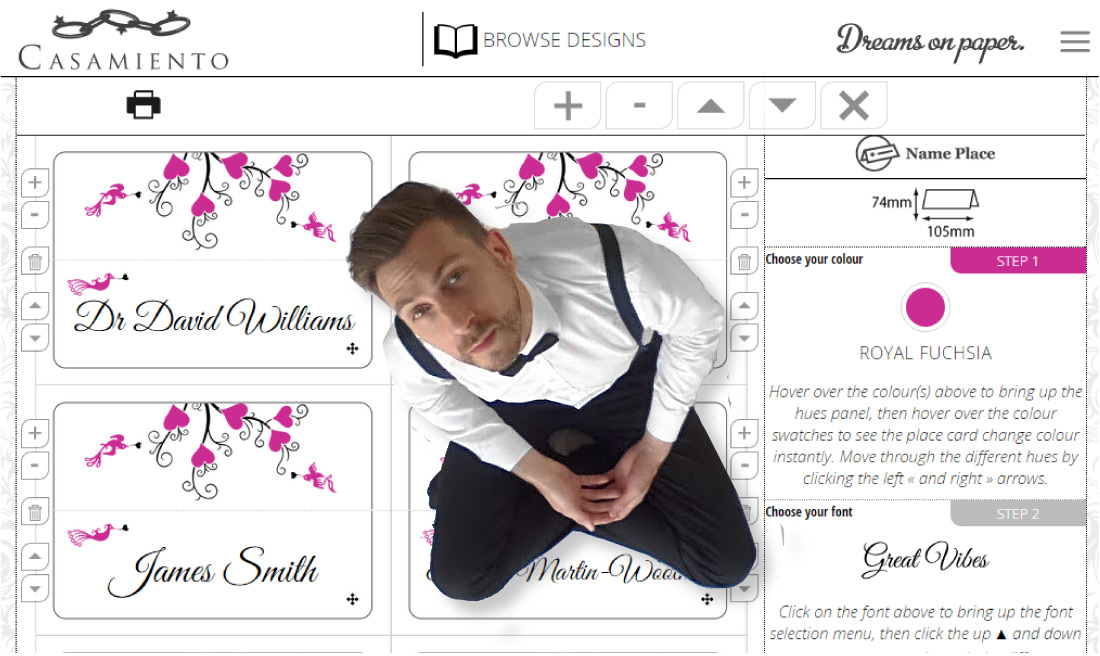 CASAMIENTO
BROWSE DESIGNS
Dreams on paper.
Name Place
74mm
105mm
Choose your colour
STEP 1
ROYAL FUCHSIA
Hover over the colour(s) above to bring up the
hues panel, then hover over the colour
swatches to see the place card change colour
instantly. Move through the different hues by
clicking the left « and right » arrows.
Choose your font
STEP 2
Great Vibes
Click on the font above to bring up the font
selection menu, then click the up ▲ and down
Dr David Williams
James Smith